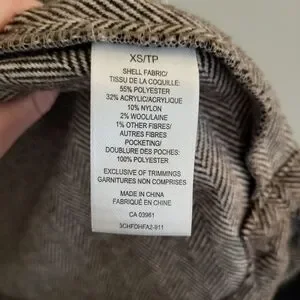 XS/TP
SHELL FABRIC/
TISSU DE LA COQUILLE:
55% POLYESTER
32% ACRYLIC/ACRYLIQUE
10% NYLON
2% WOOL/LAINE
1% OTHER FIBRES/
AUTRES FIBRES
POCKETING/
DOUBLURE DES POCHES:
100% POLYESTER
EXCLUSIVE OF TRIMMINGS
GARNITURES NON COMPRISES
MADE IN CHINA
FABRIQUÉ EN CHINE
CA 03961
3CHFDHFA2-911